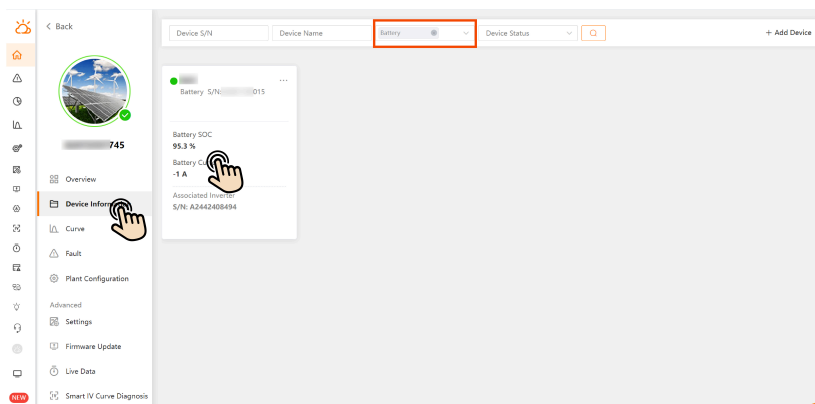 Back
Device S/N
Device Name
Battery
Device Status
+ Add Device
745
Battery S/N: 015
Battery SOC
95.3 %
Battery
-1 A
Associated Inverter
S/N: A2442408494
Overview
Device
Curve
Fault
Plant Configuration
Advanced
Settings
Firmware Update
Live Data
Smart IV Curve Diagnosis
NEW